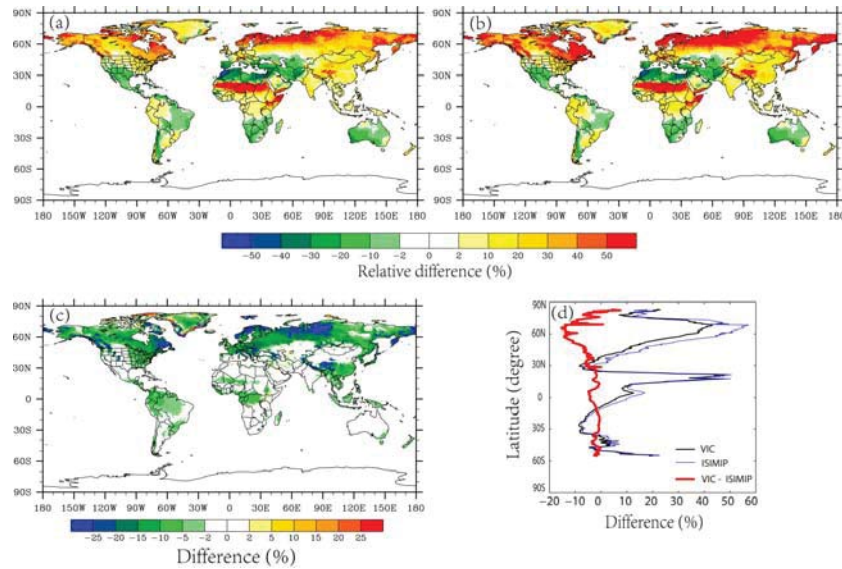 (a)
90N
60N
30N
0
30S
60S
90S
180 150W 120W 90W 60W 30W 0 30E 60E 90E 120E 150E 180
(b)
90N
60N
30N
0
30S
60S
90S
180 150W 120W 90W 60W 30W 0 30E 60E 90E 120E 150E 180
-50 -40 -30 -20 -10 -2 0 2 10 20 30 40 50
Relative difference (%)
(c)
90N
60N
30N
0
30S
60S
90S
180 150W 120W 90W 60W 30W 0 30E 60E 90E 120E 150E 180
-25 -20 -15 -10 -5 -2 0 2 5 10 15 20 25
Difference (%)
(d)
Latitude (degree)
90N
60N
30N
0
30S
60S
90S
VIC
ISIMIP
VIC - ISIMIP
-20 -10 0 10 20 30 40 50 60
Difference (%)